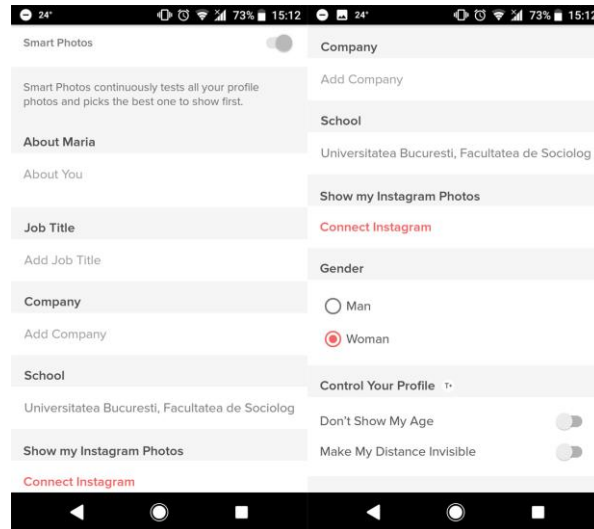 24°
73% 15:12
Smart Photos
Smart Photos continuously tests all your profile
photos and picks the best one to show first.
About Maria
About You
Job Title
Add Job Title
Company
Add Company
School
Universitatea Bucuresti, Facultatea de Sociolog
Show my Instagram Photos
Connect Instagram
24°
73% 15:12
Company
Add Company
School
Universitatea Bucuresti, Facultatea de Sociolog
Show my Instagram Photos
Connect Instagram
Gender
Man
Woman
Control Your Profile
Don't Show My Age
Make My Distance Invisible